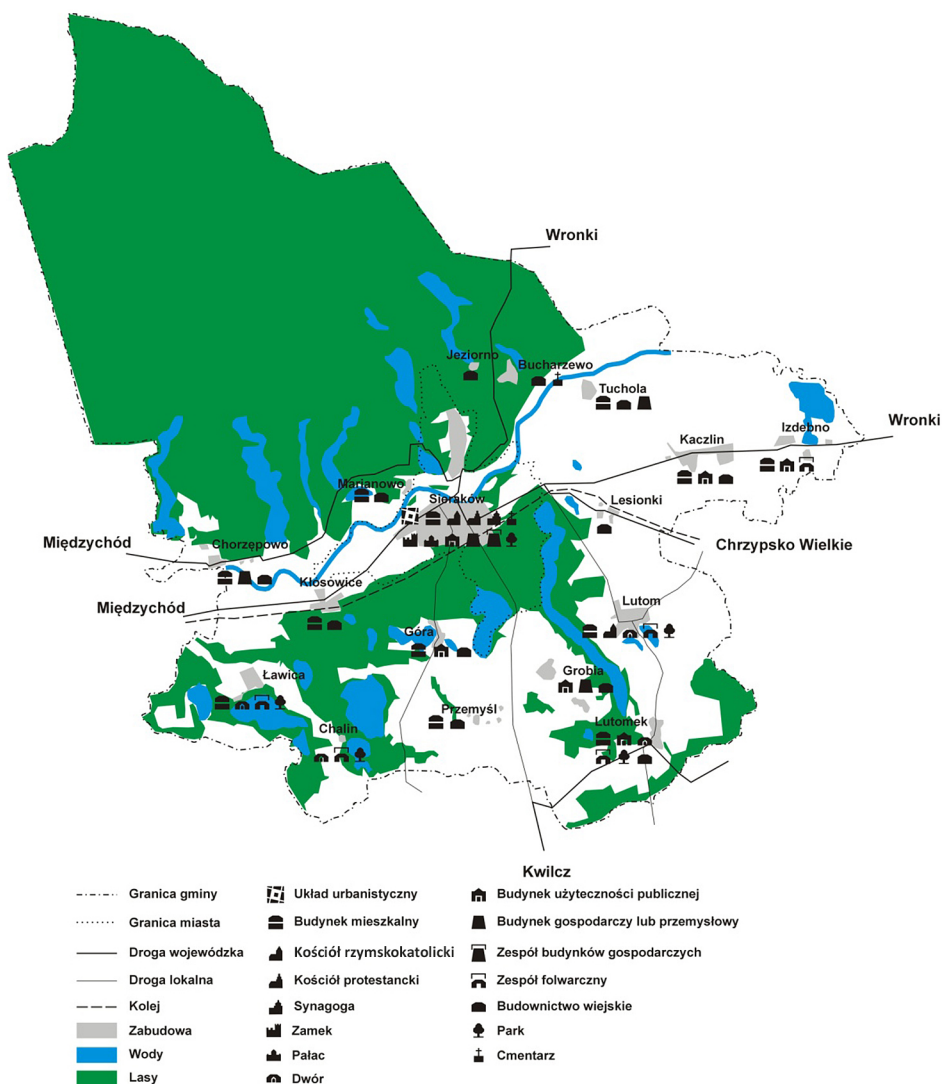 Wronki
Jeziorno
Bucharzewo
Tuchola
Wronki
Izdebno
Kaczlin
Marianowo
Sieraków
Lesionki
Międzychód
Chorzępowo
Chrzypsko Wielkie
Kłosowice
Międzychód
Lutom
Góra
Ławica
Grobia
Przemyśl
Lutomek
Chalin
Kwilcz
Granica gminy
Granica miasta
Droga wojewódzka
Droga lokalna
Kolej
Zabudowa
Wody
Lasy
Układ urbanistyczny
Budynek mieszkalny
Kościół rzymskokatolicki
Kościół protestancki
Synagoga
Zamek
Pałac
Dwór
Budynek użyteczności publicznej
Budynek gospodarczy lub przemysłowy
Zespół budynków gospodarczych
Zespół folwarczny
Budownictwo wiejskie
Park
Cmentarz